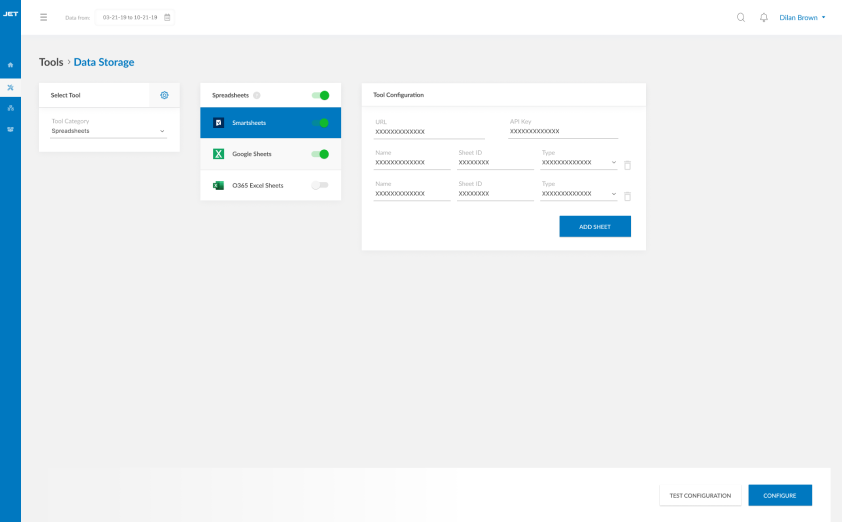 JET
Data from: 03-21-19 to 10-21-19
Dilan Brown
Tools > Data Storage
Select Tool
Tool Category
Spreadsheets
Spreadsheets
Smartsheets
Google Sheets
O365 Excel Sheets
Tool Configuration
URL
XXXXXXXXXXXXX
API Key
XXXXXXXXXXXXX
Name
XXXXXXXXXXXXX
Sheet ID
XXXXXXXX
Type
XXXXXXXXXXXXX
Name
XXXXXXXXXXXXX
Sheet ID
XXXXXXXX
Type
XXXXXXXXXXXXX
ADD SHEET
TEST CONFIGURATION
CONFIGURE